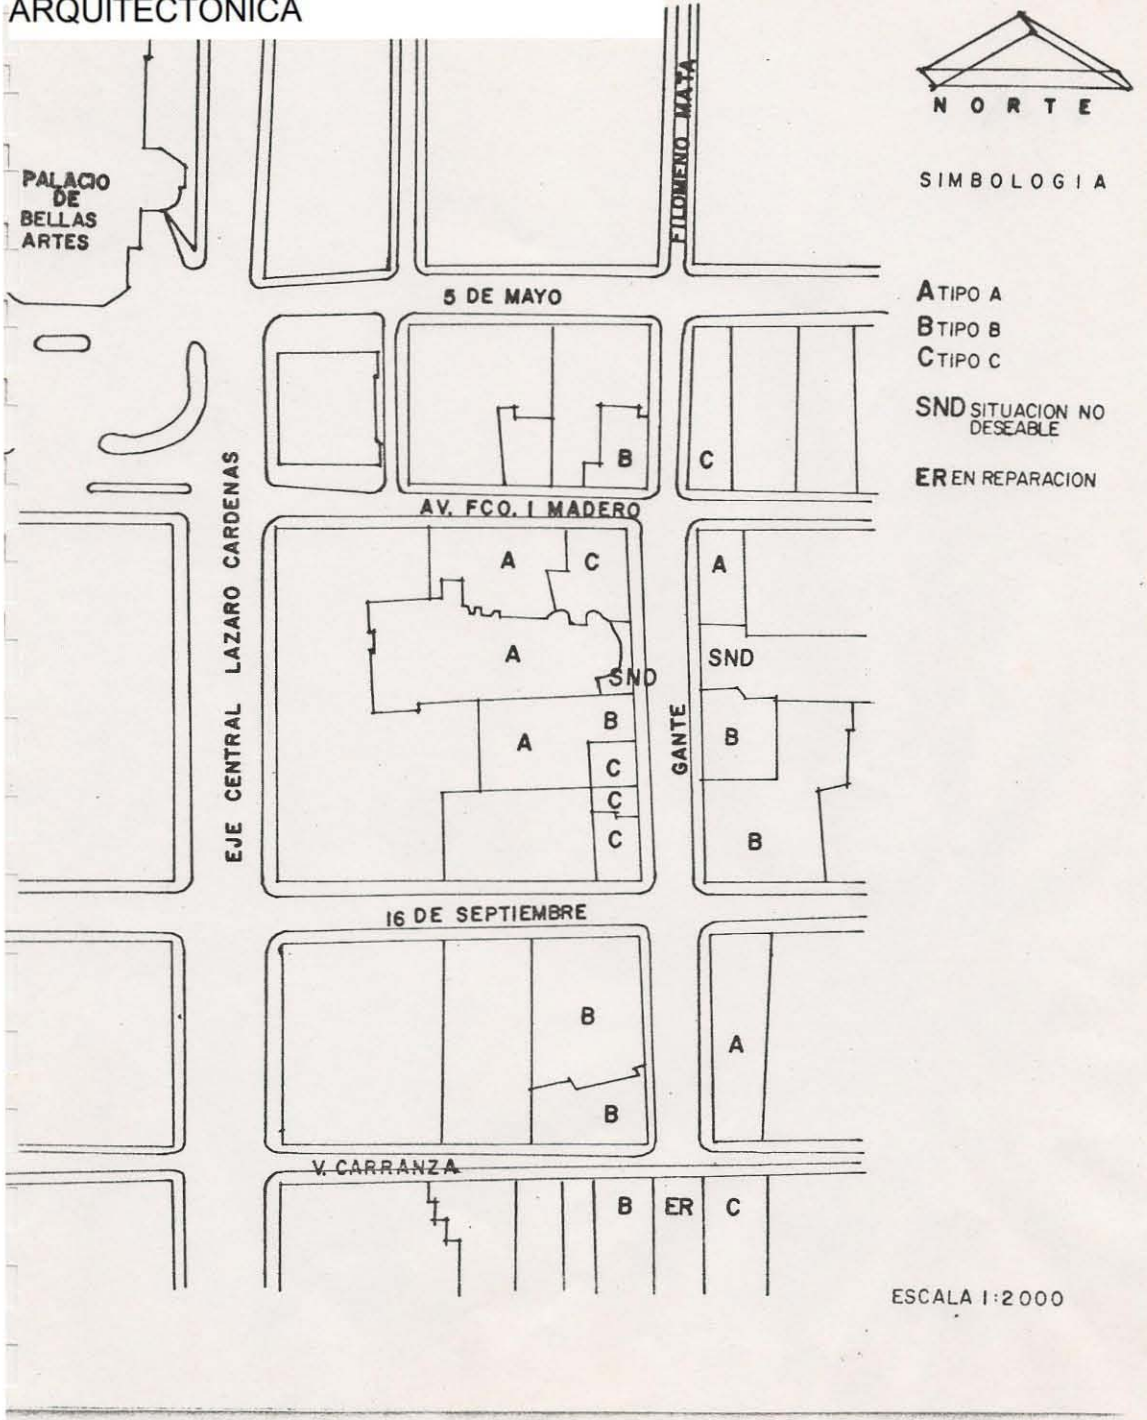 ARQUITECTONICA
NORTE
SIMBOLOGIA
A TIPO A
B TIPO B
C TIPO C
SND SITUACION NO
DESEABLE
ER EN REPARACION
PALACIO
DE
BELLAS
ARTES
FILOMENO MATA
5 DE MAYO
B
C
AV. FCO. I MADERO
EJE CENTRAL LAZARO CARDENAS
A
C
A
A
SND
SND
B
A
GANTE
B
C
C
C
B
16 DE SEPTIEMBRE
B
A
B
V. CARRANZA
B
ER
C
ESCALA 1:2000